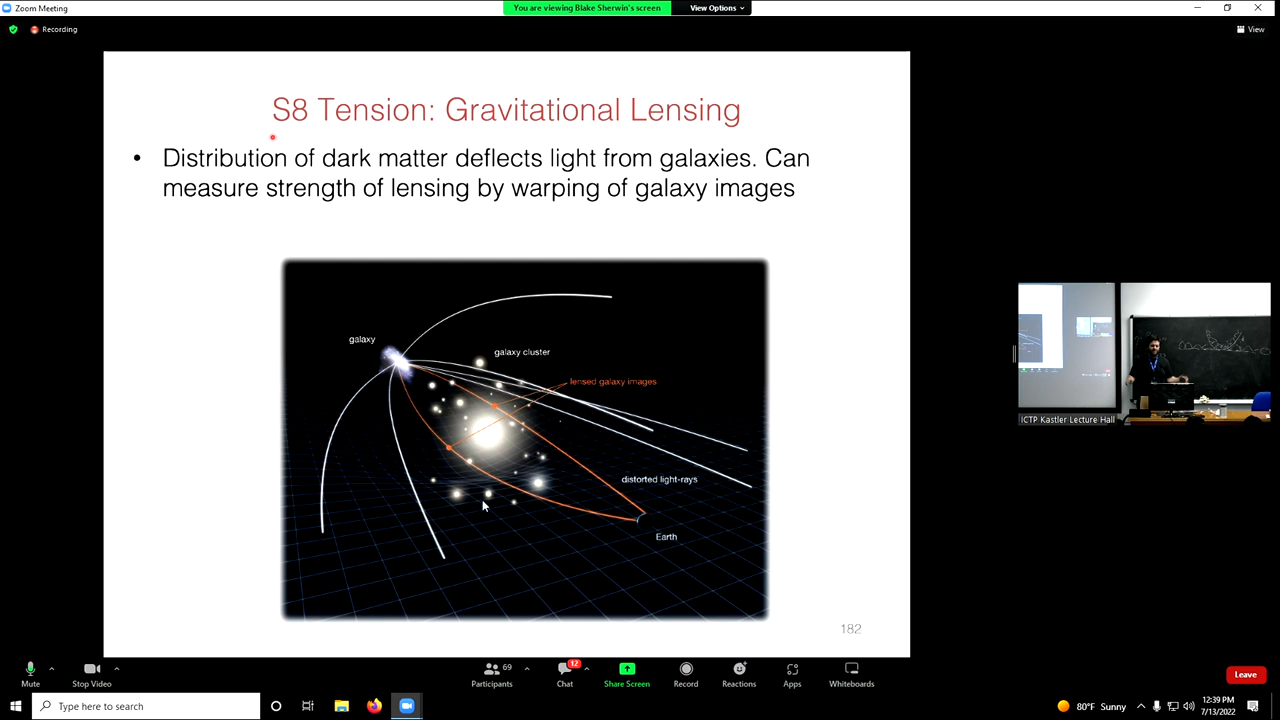 Zoom Meeting
You are viewing Blake Sherwin's screen
View Options
Recording
View
S8 Tension: Gravitational Lensing
• Distribution of dark matter deflects light from galaxies. Can
measure strength of lensing by warping of galaxy images
galaxy
galaxy cluster
lensed galaxy images
distorted light-rays
Earth
182
ICTP Kastler Lecture Hall
Mute
Stop Video
Participants
69
Chat
12
Share Screen
Record
Reactions
Apps
Whiteboards
Leave
Type here to search
80°F Sunny
12:39 PM
7/13/2022